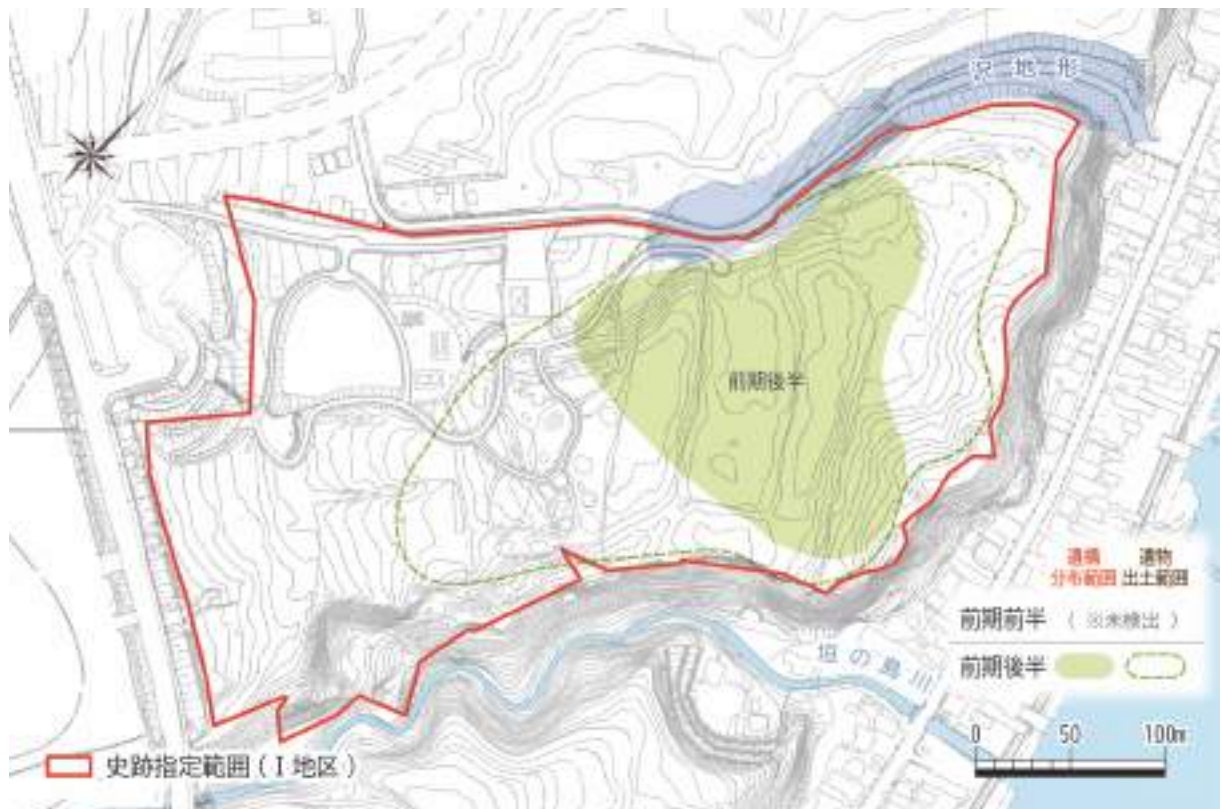 沢地形
前期後半
遺構 遺物
分布範囲 出土範囲
前期前半 (※未検出)
前期後半
垣の島川
0 50 100m
史跡指定範囲(Ⅰ地区)